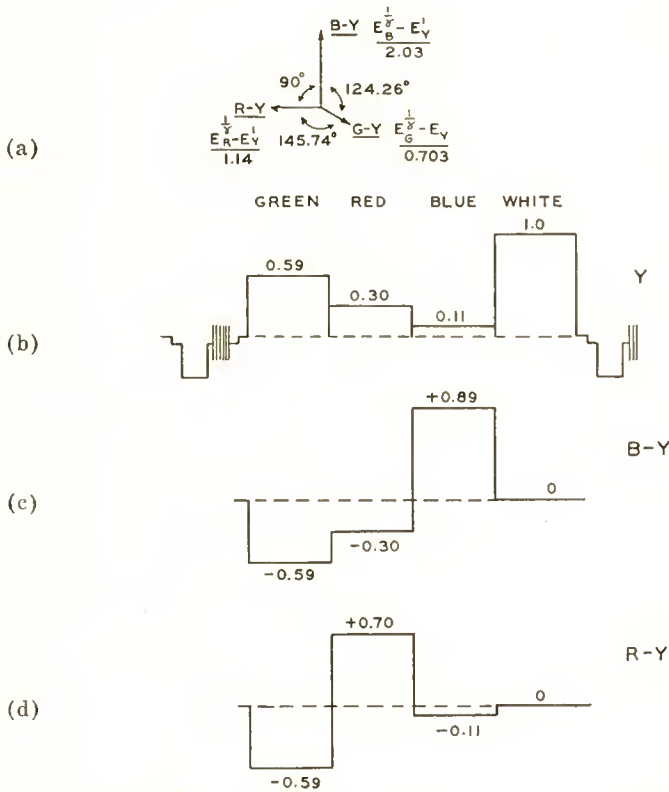 (a)
B-Y E_B^{1/γ} - E'_Y / 2.03
90° 124.26°
R-Y E_R^{1/γ} - E'_Y / 1.14
145.74°
G-Y E_G^{1/γ} - E_Y / 0.703
GREEN RED BLUE WHITE
(b)
0.59 0.30 0.11 1.0
Y
(c)
+0.89
B-Y
0
-0.30
-0.59
(d)
+0.70
R-Y
0
-0.11
-0.59